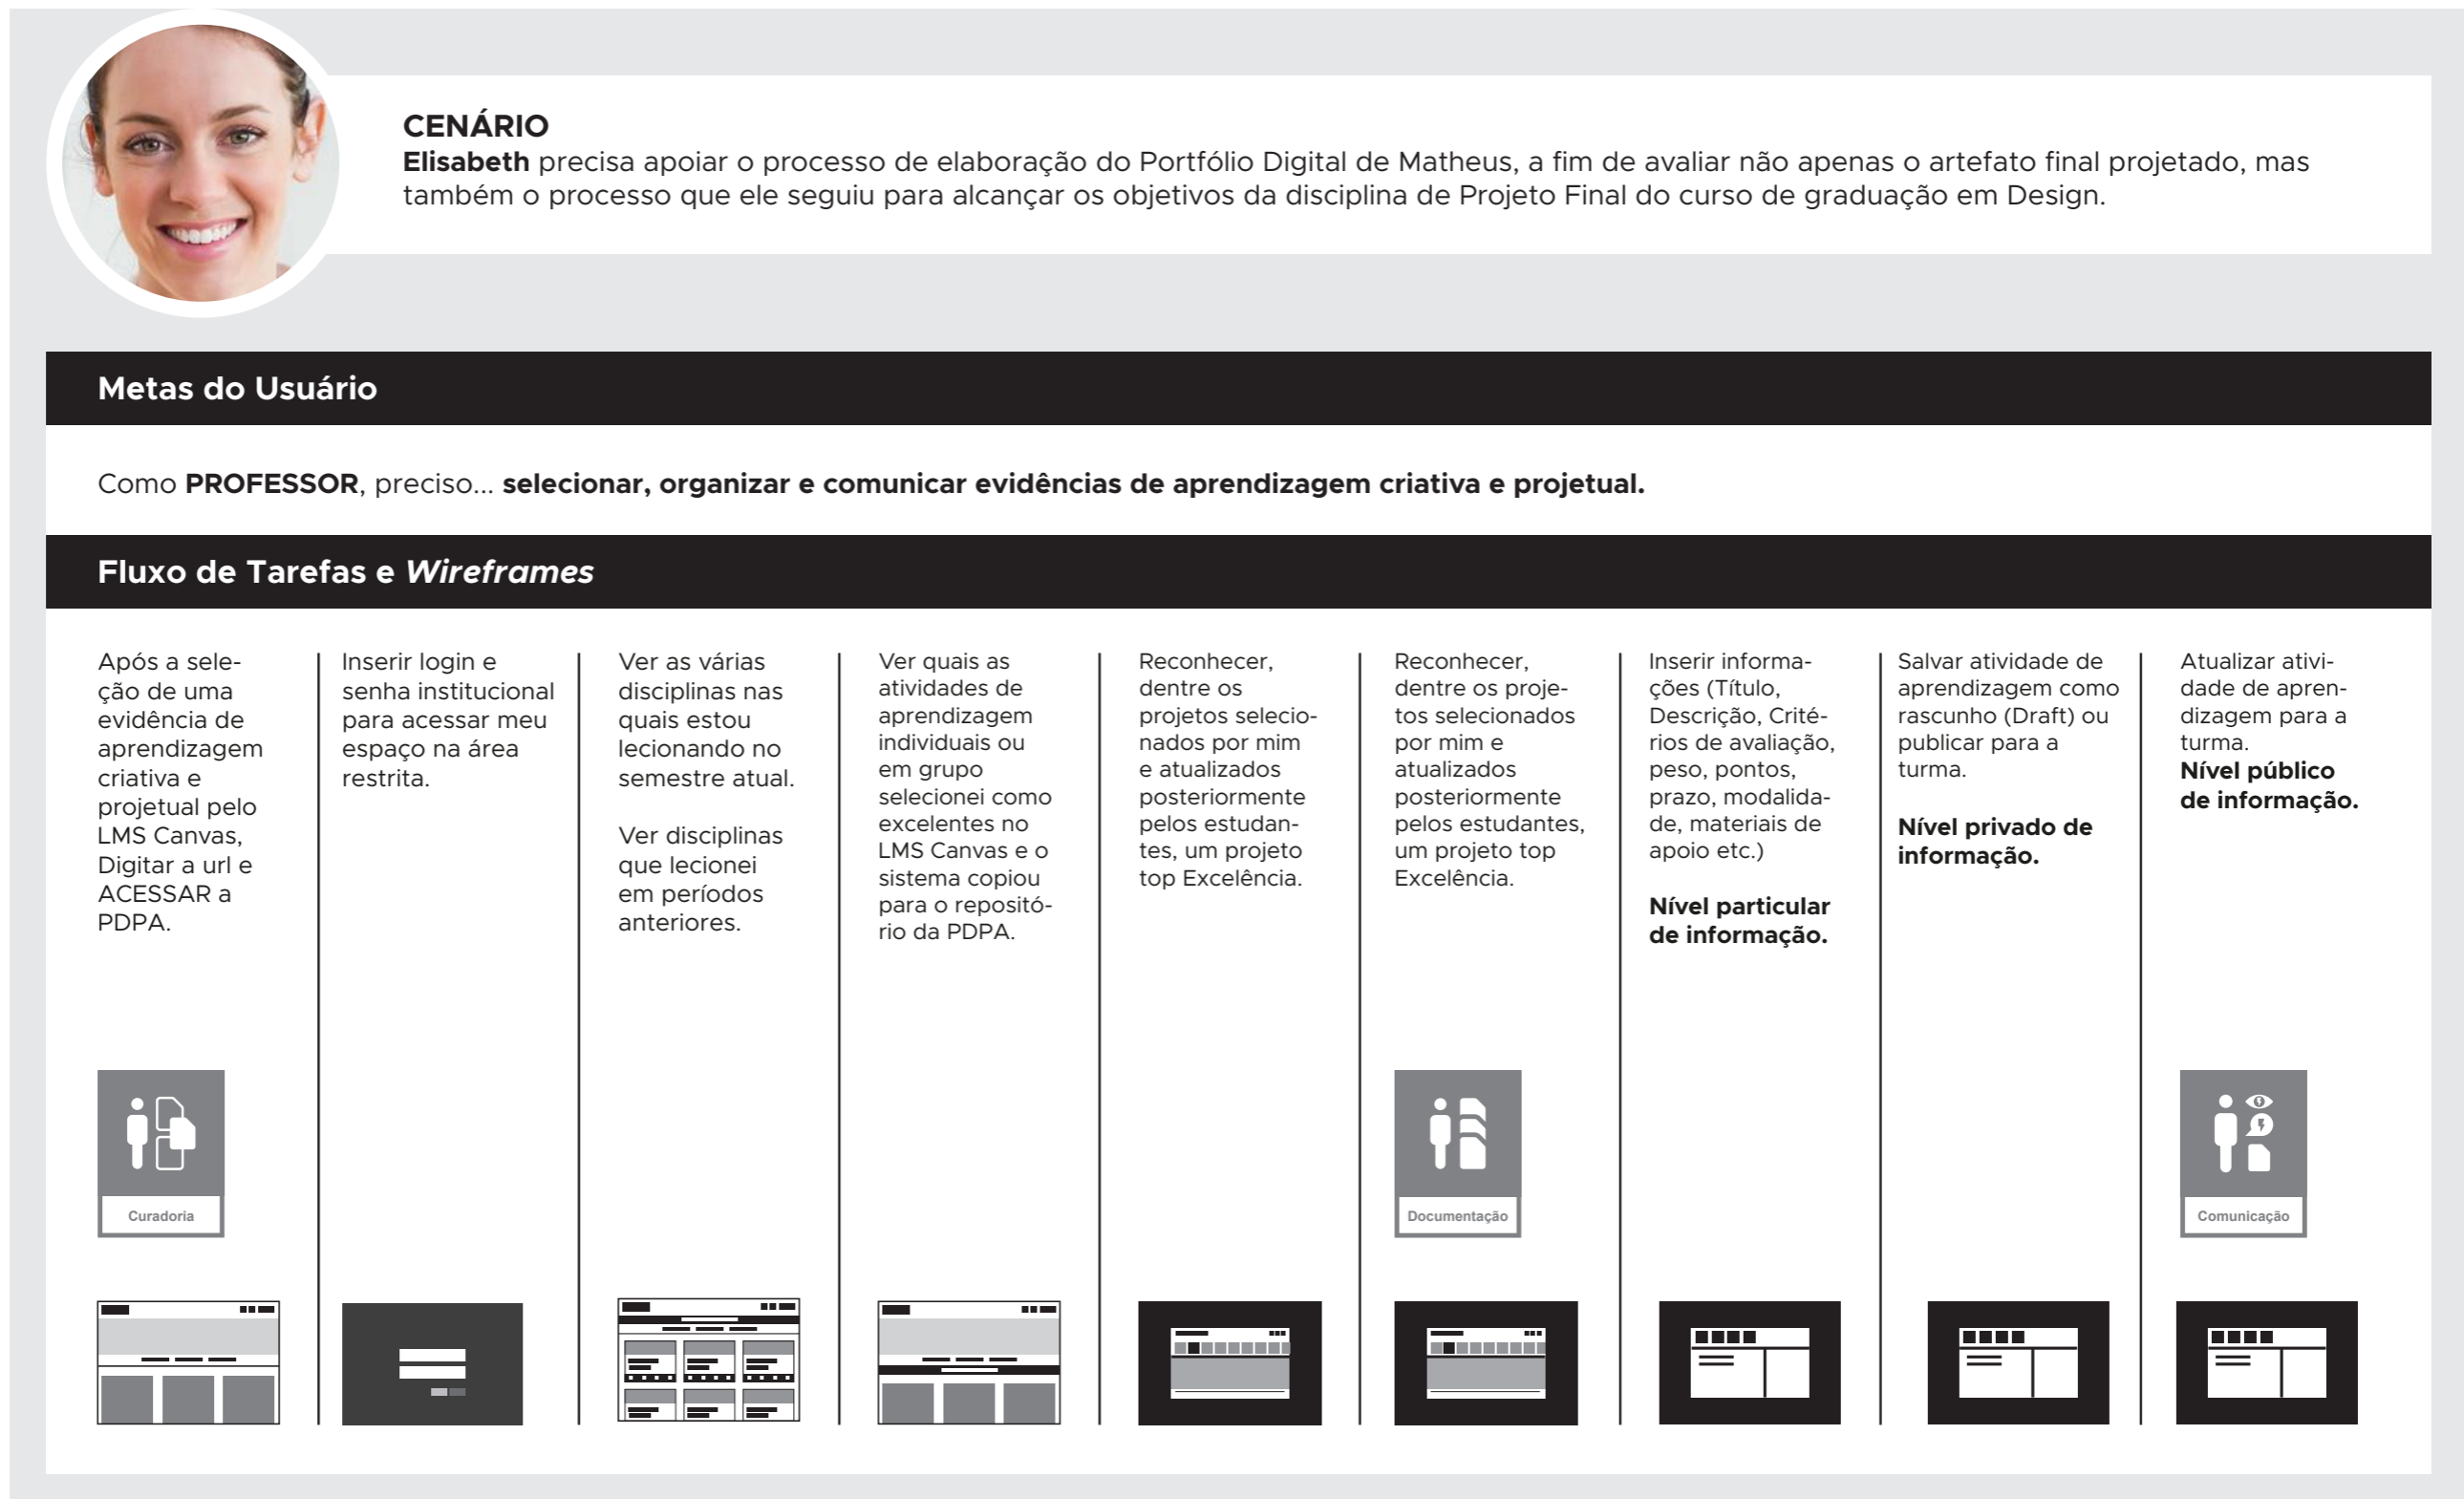 CENÁRIO
Elisabeth precisa apoiar o processo de elaboração do Portfólio Digital de Matheus, a fim de avaliar não apenas o artefato final projetado, mas
também o processo que ele seguiu para alcançar os objetivos da disciplina de Projeto Final do curso de graduação em Design.
Metas do Usuário
Como PROFESSOR, preciso... selecionar, organizar e comunicar evidências de aprendizagem criativa e projetual.
Fluxo de Tarefas e Wireframes
Após a sele-
ção de uma
evidência de
aprendizagem
criativa e
projetual pelo
LMS Canvas,
Digitar a url e
ACESSAR a
PDPA.
Inserir login e
senha institucional
para acessar meu
espaço na área
restrita.
Ver as várias
disciplinas nas
quais estou
lecionando no
semestre atual.
Ver disciplinas
que lecionei
em períodos
anteriores.
Ver quais as
atividades de
aprendizagem
individuais ou
em grupo
selecionei como
excelentes no
LMS Canvas e o
sistema copiou
para o repositó-
rio da PDPA.
Reconhecer,
dentre os
projetos selecio-
nados por mim
e atualizados
posteriormente
pelos estudan-
tes, um projeto
top Excelência.
Reconhecer,
dentre os proje-
tos selecionados
por mim e
atualizados
posteriormente
pelos estudantes,
um projeto top
Excelência.
Inserir informa-
ções (Título,
Descrição, Crité-
rios de avaliação,
peso, pontos,
prazo, modalida-
de, materiais de
apoio etc.)
Nível particular
de informação.
Salvar atividade de
aprendizagem como
rascunho (Draft) ou
publicar para a
turma.
Nível privado de
informação.
Atualizar ativi-
dade de apren-
dizagem para a
turma.
Nível público
de informação.
Curadoria
Documentação
Comunicação